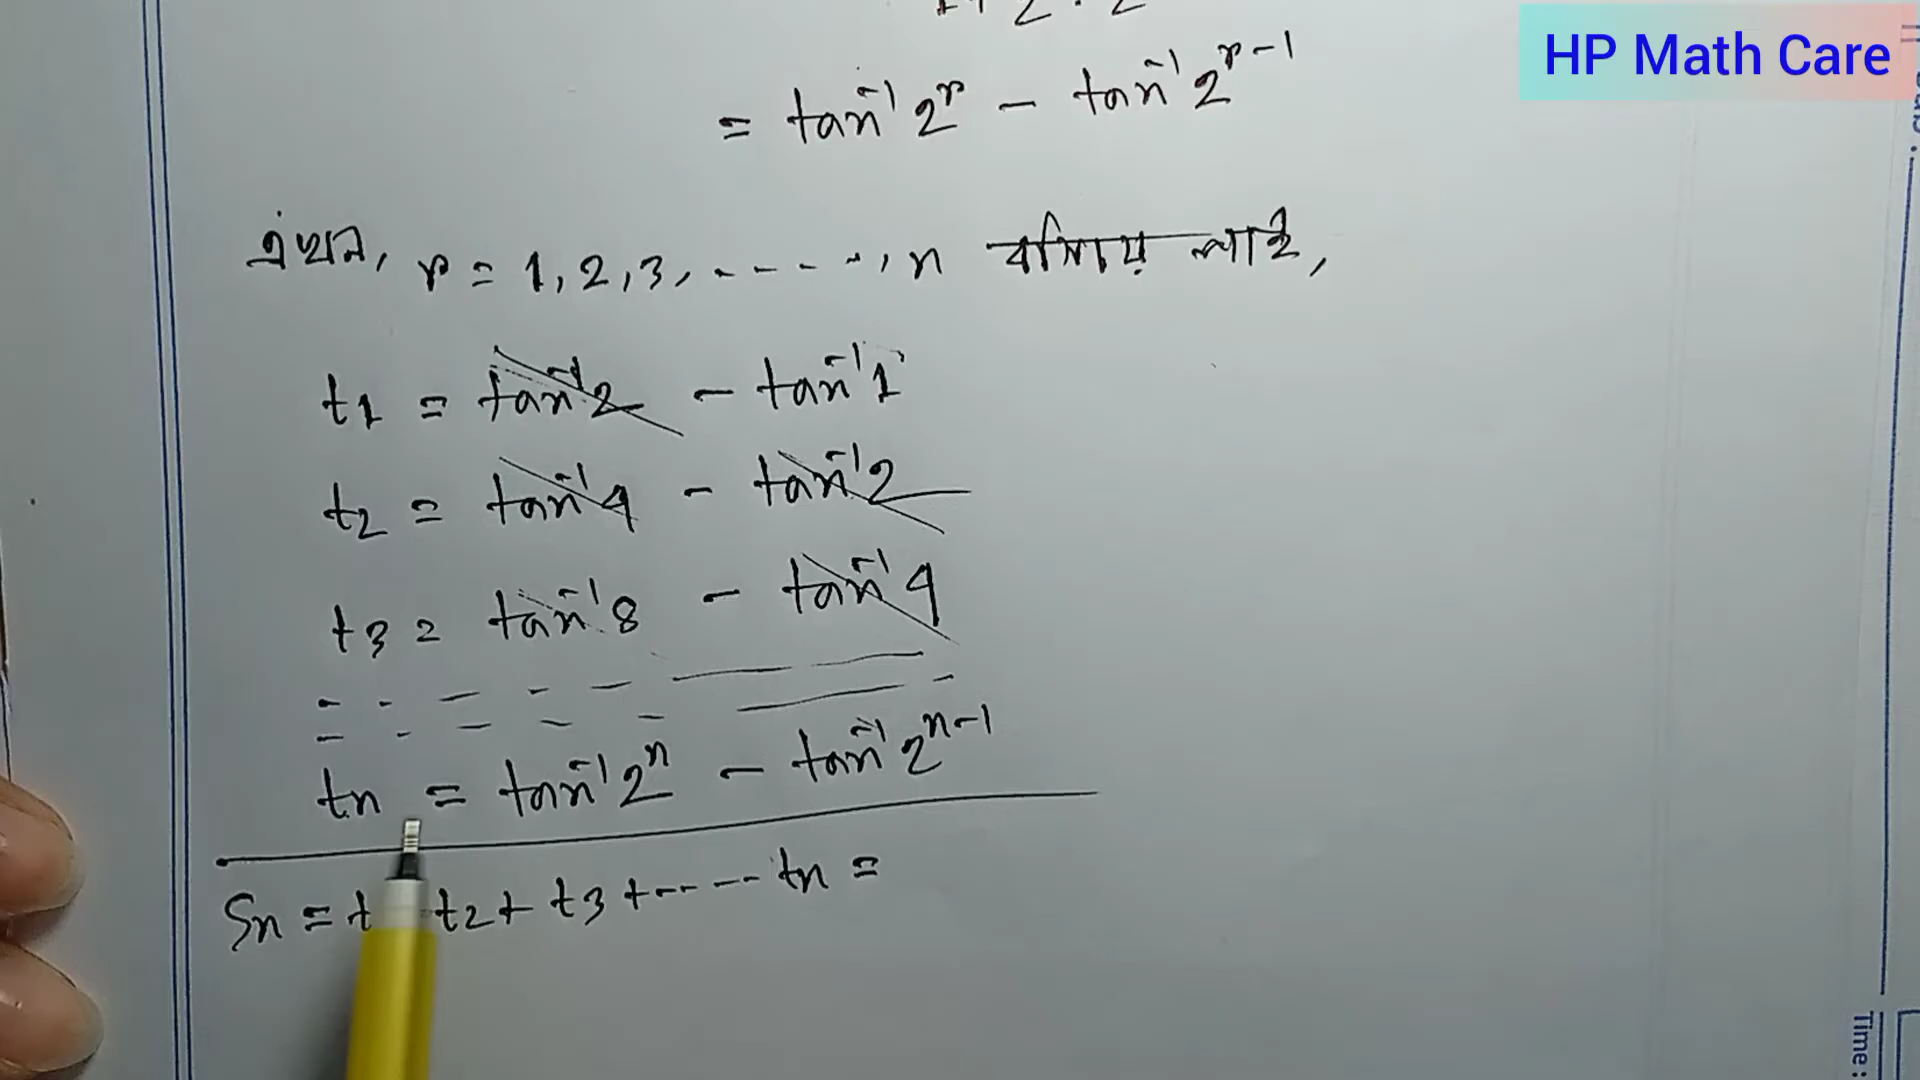 HP Math Care
= tan⁻¹2ʳ - tan⁻¹2ʳ⁻¹
এখন, r = 1, 2, 3, ------, n বসিয়ে পাই,
t1 = tan⁻¹2 - tan⁻¹1
t2 = tan⁻¹4 - tan⁻¹2
t3 = tan⁻¹8 - tan⁻¹4
tn = tan⁻¹2ⁿ - tan⁻¹2ⁿ⁻¹
Sn = t t2 + t3 + ----- tn =
Time: